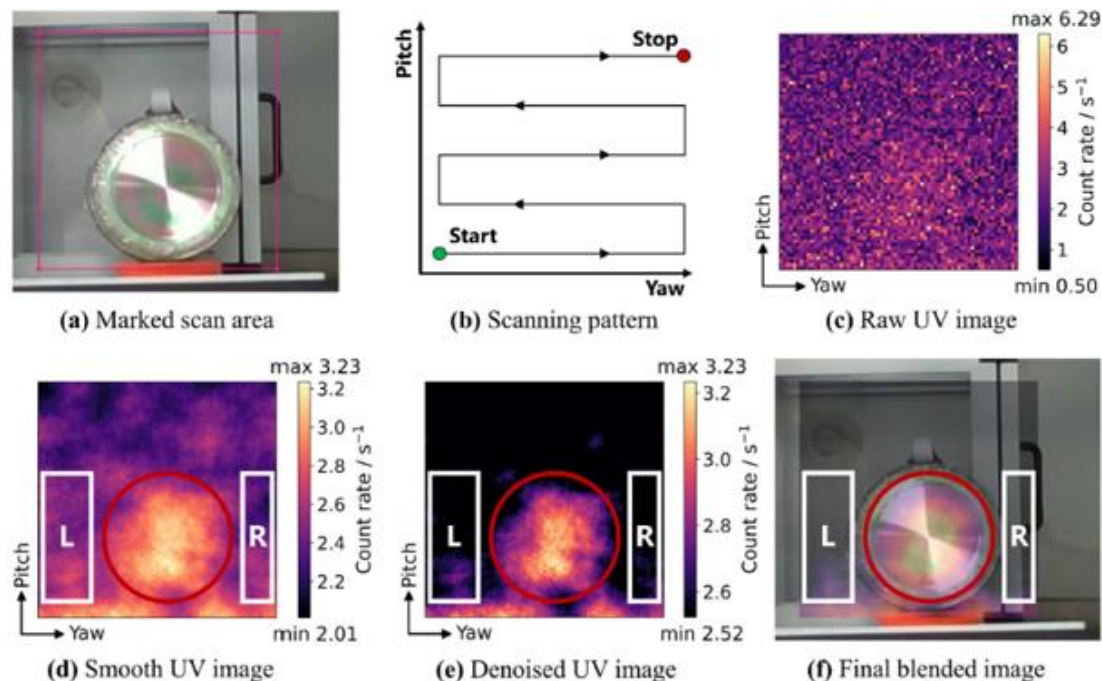 max 6.29
Pitch
Stop
Start
Yaw
Pitch
Yaw
6
5
4
3
2
1
Count rate / s⁻¹
min 0.50
(a) Marked scan area
(b) Scanning pattern
(c) Raw UV image
max 3.23
L
R
Pitch
Yaw
3.2
3.0
2.8
2.6
2.4
2.2
Count rate / s⁻¹
min 2.01
max 3.23
L
R
Pitch
Yaw
3.2
3.0
2.9
2.8
2.6
Count rate / s⁻¹
min 2.52
L
R
(d) Smooth UV image
(e) Denoised UV image
(f) Final blended image